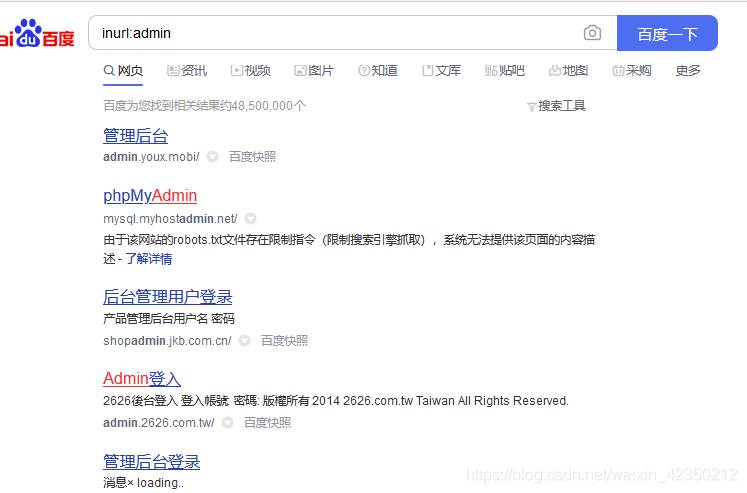 Bai du 百度 inurl:admin 百度一下
网页 资讯 视频 图片 知道 文库 贴吧 地图 采购 更多
百度为您找到相关结果约48,500,000个 搜索工具
管理后台
admin.youx.mobi/ 百度快照
phpMyAdmin
mysql.myhostadmin.net/
由于该网站的robots.txt文件存在限制指令（限制搜索引擎抓取），系统无法提供该页面的内容描
述 - 了解详情
后台管理用户登录
产品管理后台用户名 密码
shopadmin.jkb.com.cn/ 百度快照
Admin登入
2626後台登入 登入帳號: 密碼: 版權所有 2014 2626.com.tw Taiwan All Rights Reserved.
admin.2626.com.tw/ 百度快照
管理后台登录
消息× loading..
https://blog.csdn.net/weixin_42350212